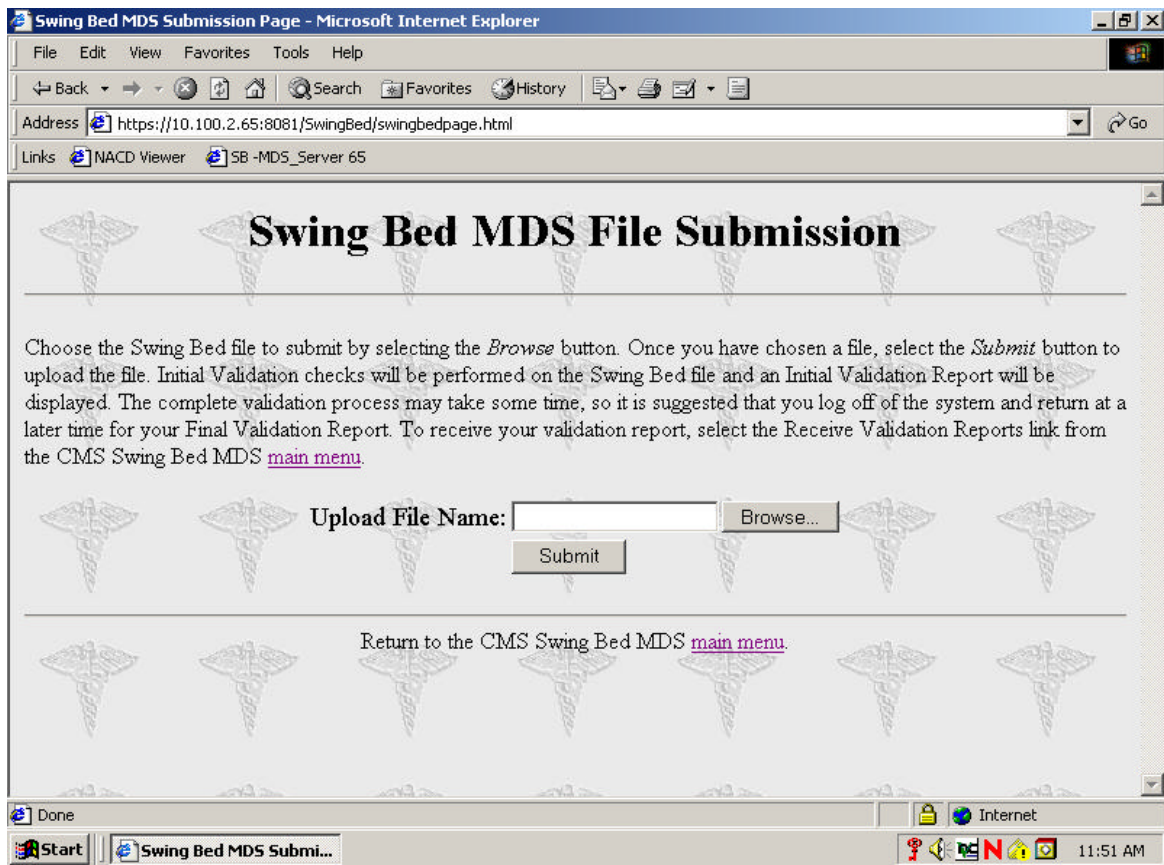 Swing Bed MDS Submission Page - Microsoft Internet Explorer
File Edit View Favorites Tools Help
Back Search Favorites History
Address https://10.100.2.65:8081/SwingBed/swingbedpage.html Go
Links NACD Viewer SB -MDS_Server 65
Swing Bed MDS File Submission
Choose the Swing Bed file to submit by selecting the Browse button. Once you have chosen a file, select the Submit button to
upload the file. Initial Validation checks will be performed on the Swing Bed file and an Initial Validation Report will be
displayed. The complete validation process may take some time, so it is suggested that you log off of the system and return at a
later time for your Final Validation Report. To receive your validation report, select the Receive Validation Reports link from
the CMS Swing Bed MDS main menu.
Upload File Name: Browse...
Submit
Return to the CMS Swing Bed MDS main menu.
Done Internet
Start Swing Bed MDS Submi... N 11:51 AM